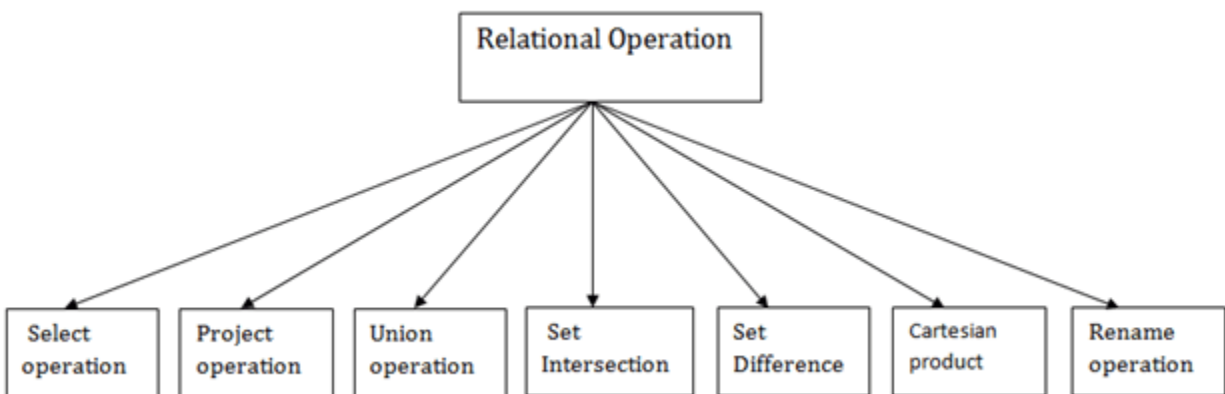 Relational Operation
Select
operation
Project
operation
Union
operation
Set
Intersection
Set
Difference
Cartesian
product
Rename
operation